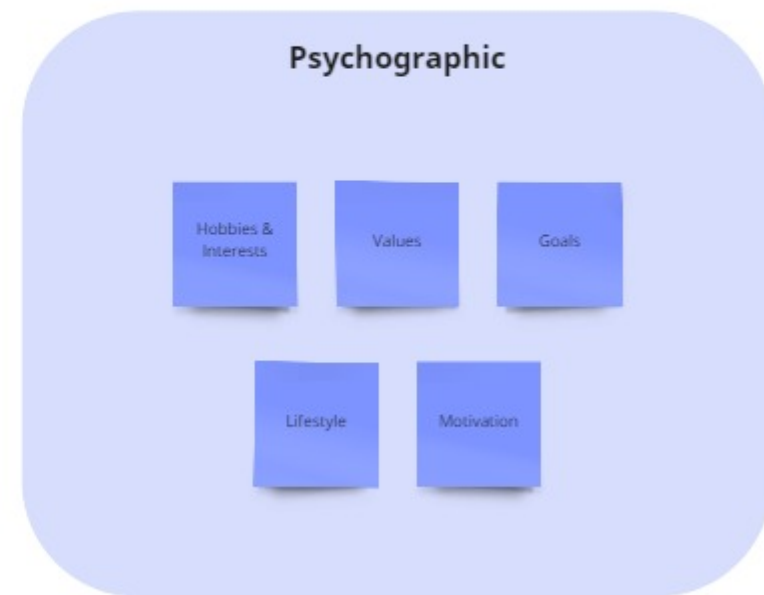 Psychographic
Hobbies &
Interests
Values
Goals
Lifestyle
Motivation